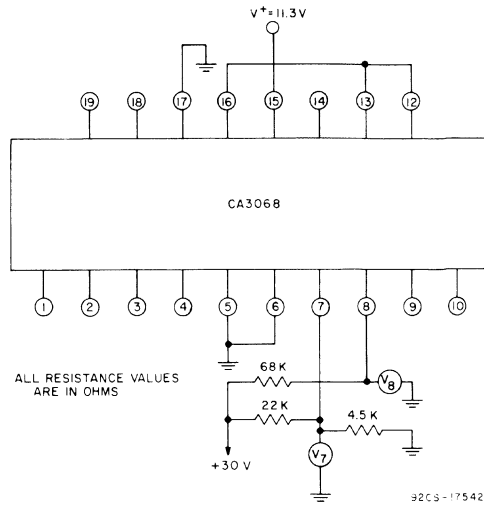 V+=11.3V
19 18 17 16 15 14 13 12
CA3068
1 2 3 4 5 6 7 8 9 10
ALL RESISTANCE VALUES
ARE IN OHMS
68 K
V8
22 K
4.5 K
+30 V
V7
92CS-17542